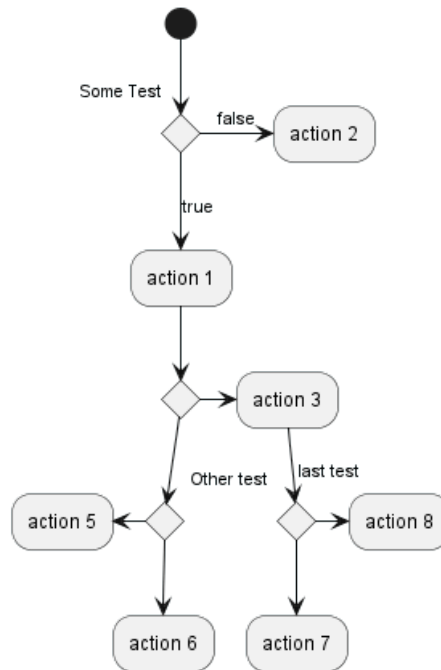 Some Test
false
action 2
true
action 1
action 3
Other test
last test
action 5
action 8
action 6
action 7